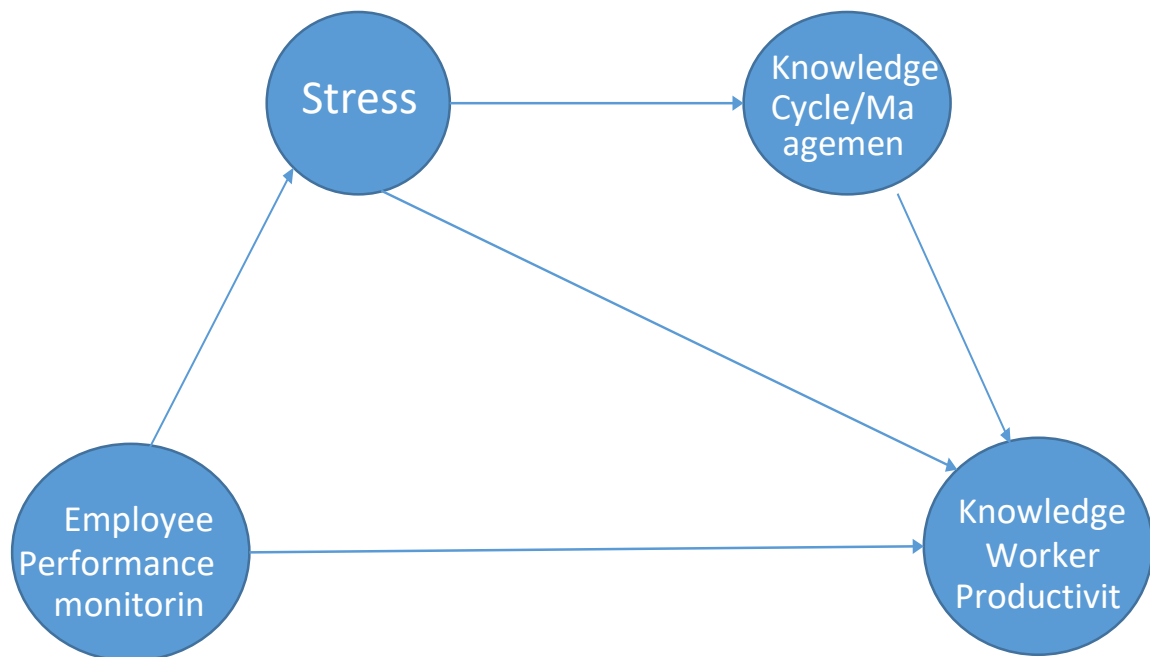 Stress
Knowledge
Cycle/Ma
agemen
Employee
Performance
monitorin
Knowledge
Worker
Productivit